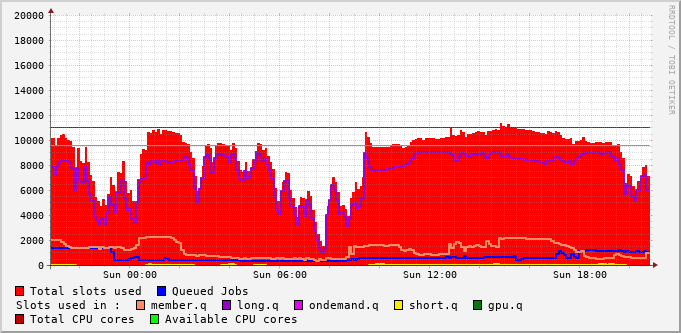 20000
18000
16000
14000
12000
10000
8000
6000
4000
2000
0
Sun 00:00 Sun 06:00 Sun 12:00 Sun 18:00
RRDTOOL / TOBI OETIKER
Total slots used Queued Jobs
Slots used in : member.q long.q ondemand.q short.q gpu.q
Total CPU cores Available CPU cores